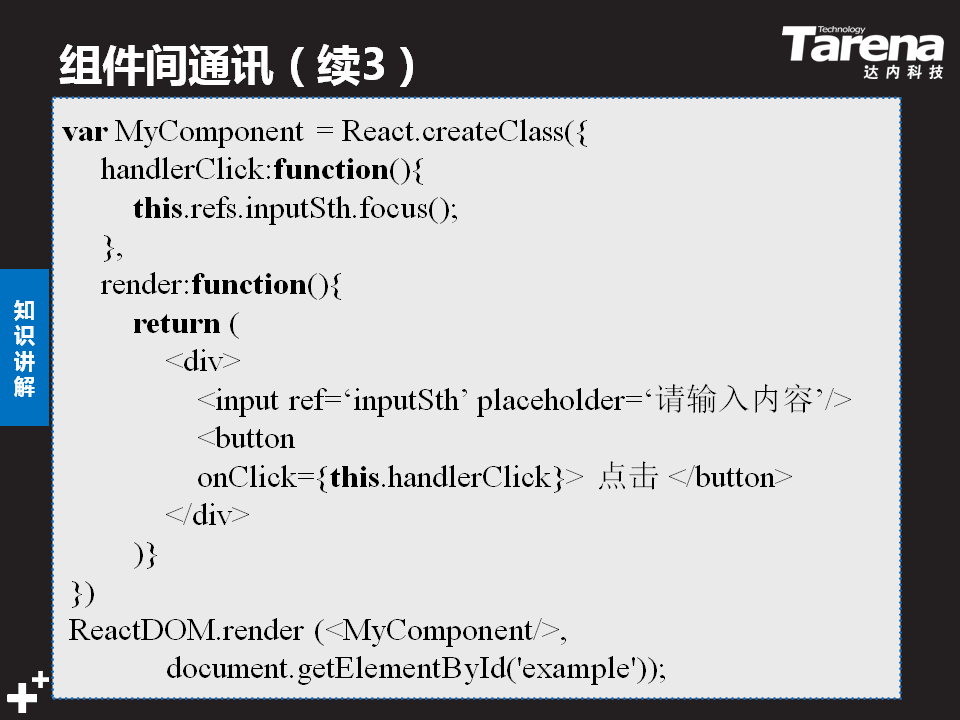 组件间通讯（续3）
Technology
Tarena
达内科技
var MyComponent = React.createClass({
handlerClick:function(){
this.refs.inputSth.focus();
},
render:function(){
return (
<div>
<input ref=‘inputSth’ placeholder=‘请输入内容’/>
<button
onClick={this.handlerClick}> 点击 </button>
</div>
)}
})
ReactDOM.render (<MyComponent/>,
document.getElementById('example'));
知识讲解